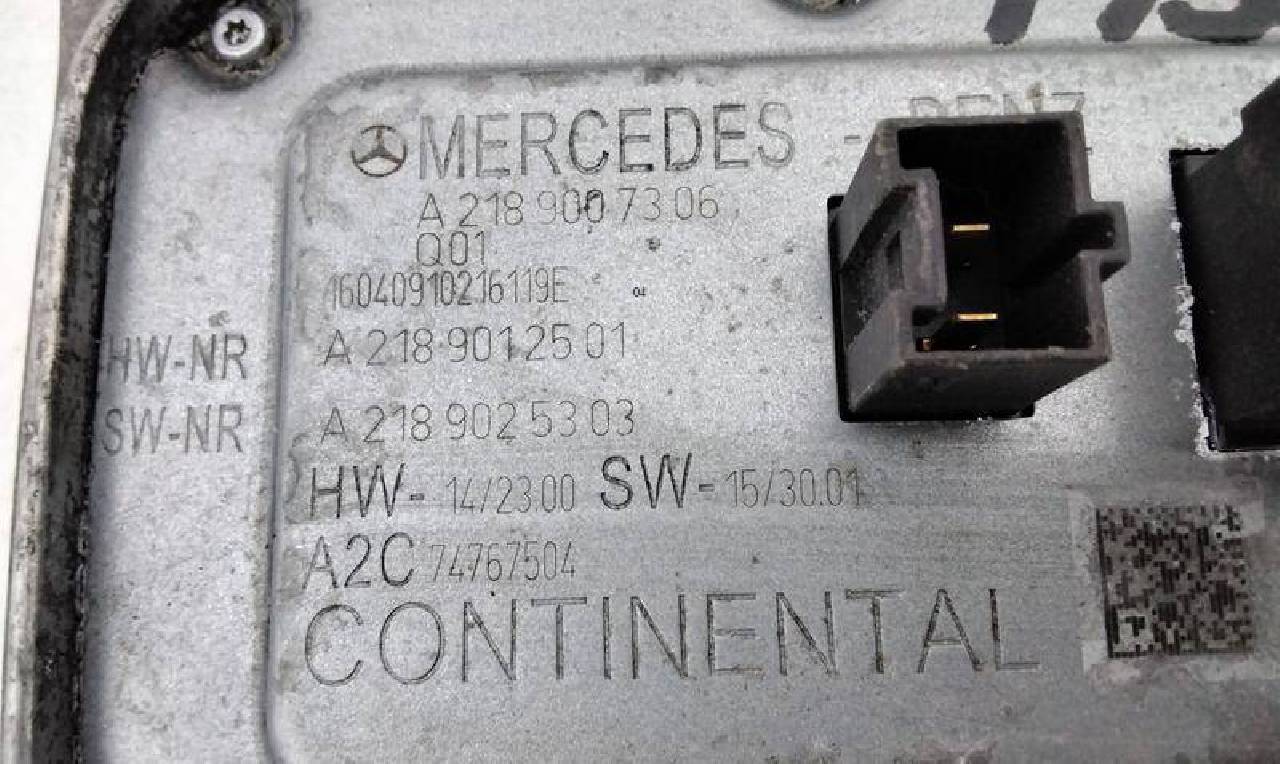 MERCEDES - BENZ
A 218 900 73 06
Q01
16040910216119E
HW-NR A 218 901 25 01
SW-NR A 218 902 53 03
HW- 14/23.00 SW- 15/30.01
A2C 74767504
CONTINENTAL